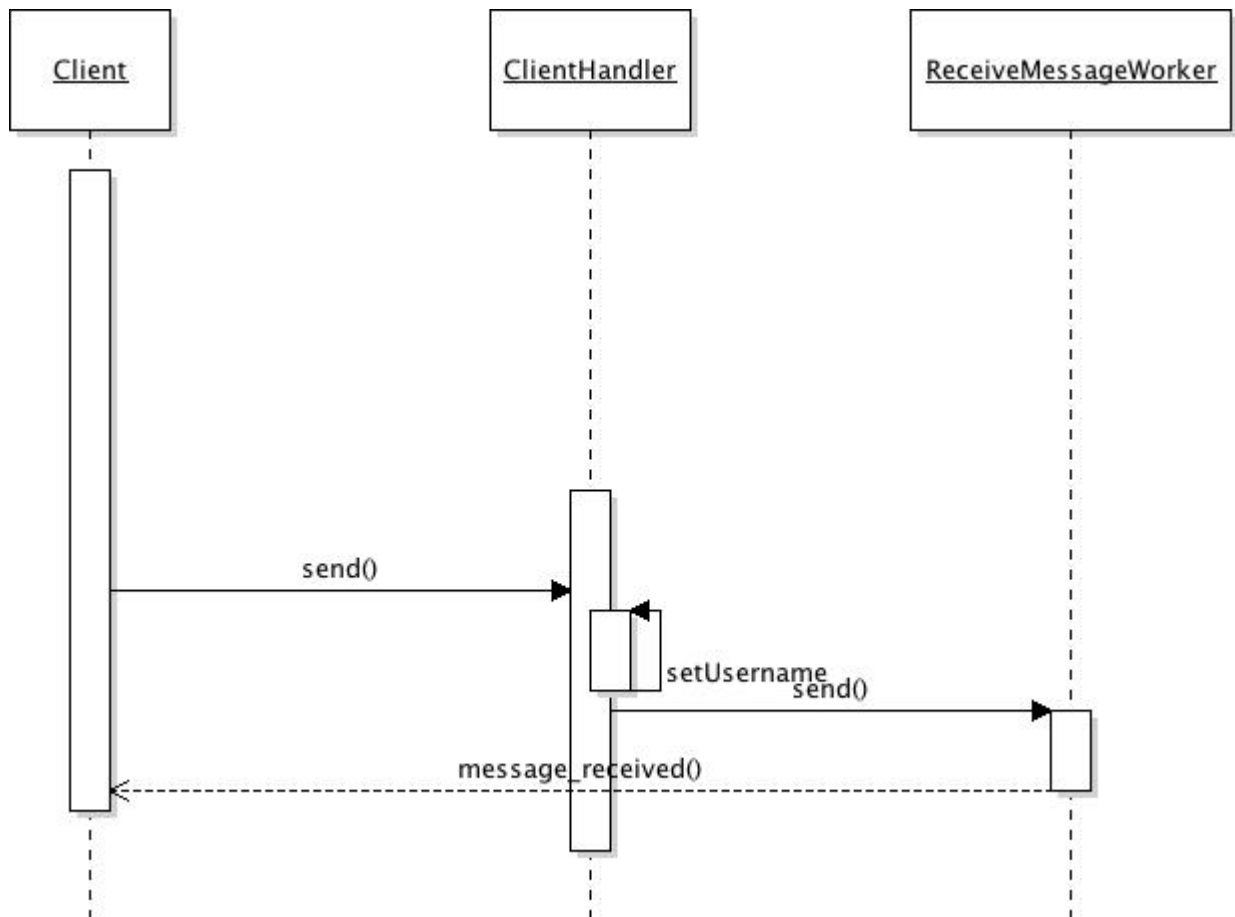 Client
ClientHandler
ReceiveMessageWorker
send()
setUsername
send()
message_received()